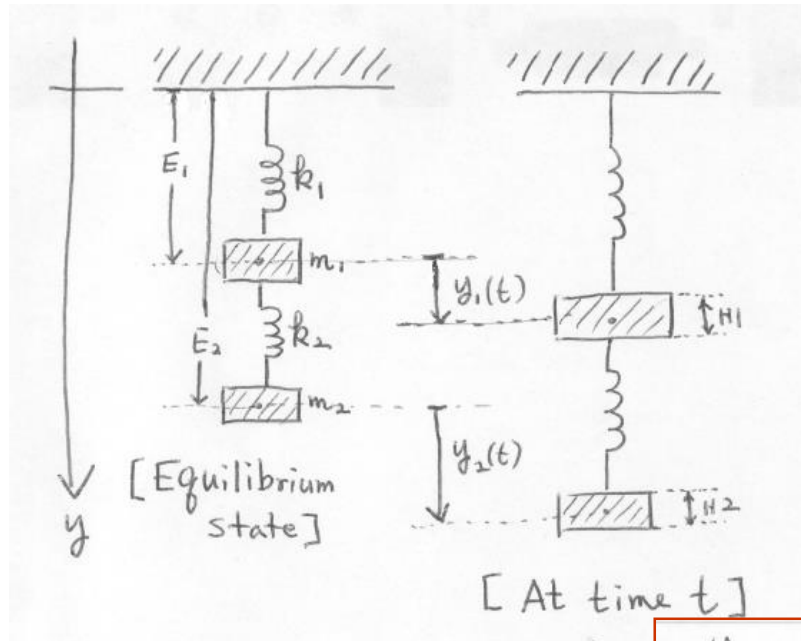 E₁
k₁
m₁
y₁(t)
H1
E₂
k₂
m₂
y₂(t)
H2
y
[Equilibrium
state]
[At time t]